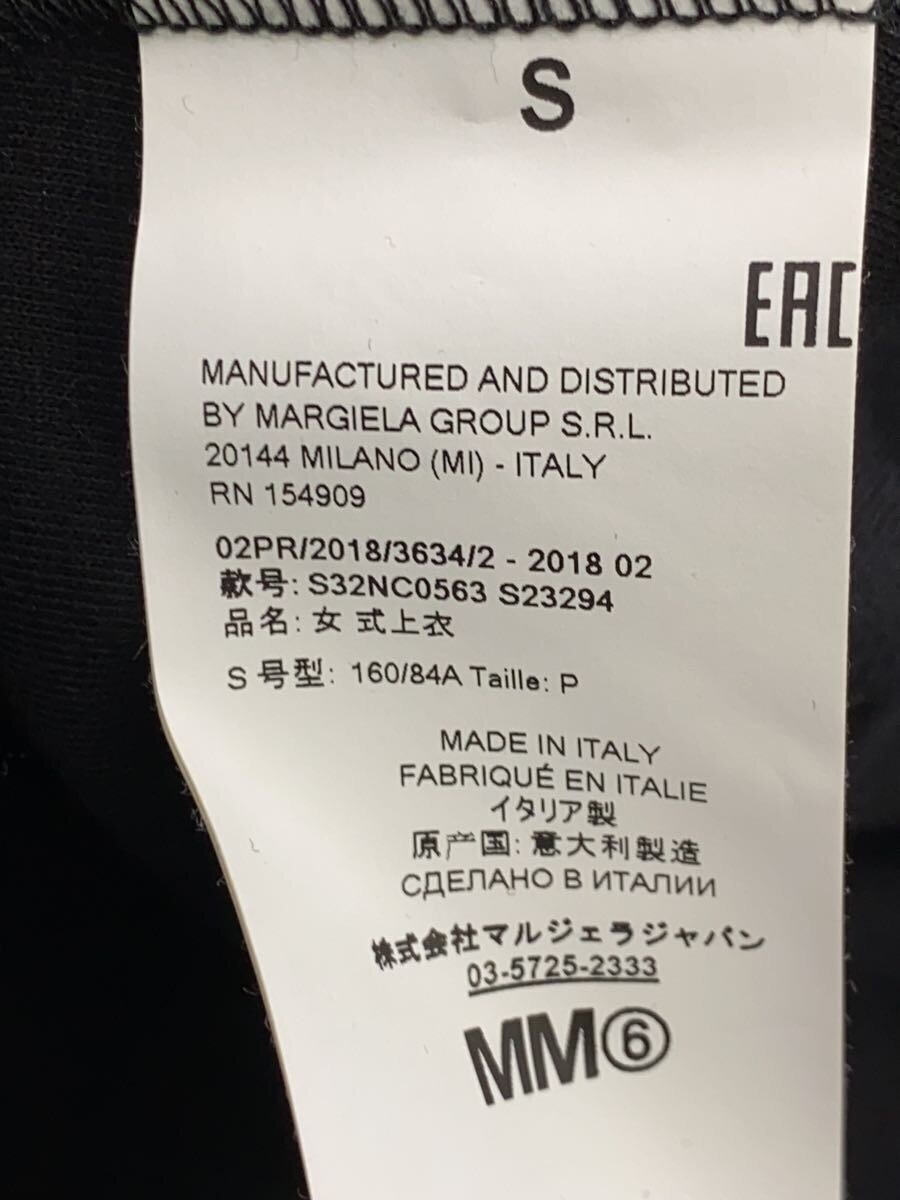 S
EAC
MANUFACTURED AND DISTRIBUTED
BY MARGIELA GROUP S.R.L.
20144 MILANO (MI) - ITALY
RN 154909
02PR/2018/3634/2 - 2018 02
款号: S32NC0563 S23294
品名: 女 式上衣
S 号型: 160/84A Taille: P
MADE IN ITALY
FABRIQUÉ EN ITALIE
イタリア製
原产国: 意大利製造
СДЕЛАНО В ИТАЛИИ
株式会社マルジェラジャパン
03-5725-2333
MM⑥